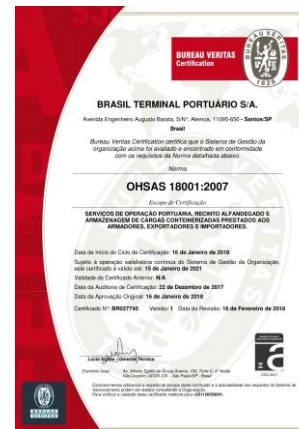 BUREAU VERITAS
Certification
BUREAU VERITAS
1828
BRASIL TERMINAL PORTUÁRIO S/A.
Avenida Engenheiro Augusto Barata, S/N°, Alemoa, 11095-650 - Santos/SP
Brasil
Bureau Veritas Certification certifica que o Sistema de Gestão da
organização acima foi avaliado e encontrado em conformidade
com os requisitos da Norma detalhada abaixo.
Norma
OHSAS 18001:2007
Escopo de Certificação
SERVIÇOS DE OPERAÇÃO PORTUÁRIA, RECINTO ALFANDEGADO E
ARMAZENAGEM DE CARGAS CONTEINERIZADAS PRESTADOS AOS
ARMADORES, EXPORTADORES E IMPORTADORES.
Data de Início do Ciclo de Certificação: 16 de Janeiro de 2018
Sujeito à operação satisfatória contínua do Sistema de Gestão da Organização,
este certificado é válido até: 15 de Janeiro de 2021
Validade do Certificado Anterior: N/A
Data da Auditoria de Certificação: 22 de Dezembro de 2017
Data da Aprovação Original: 16 de Janeiro de 2018
Certificado N°: BR027740 Versão: 1 Data da Revisão: 16 de Fevereiro de 2018
Gerente Técnica